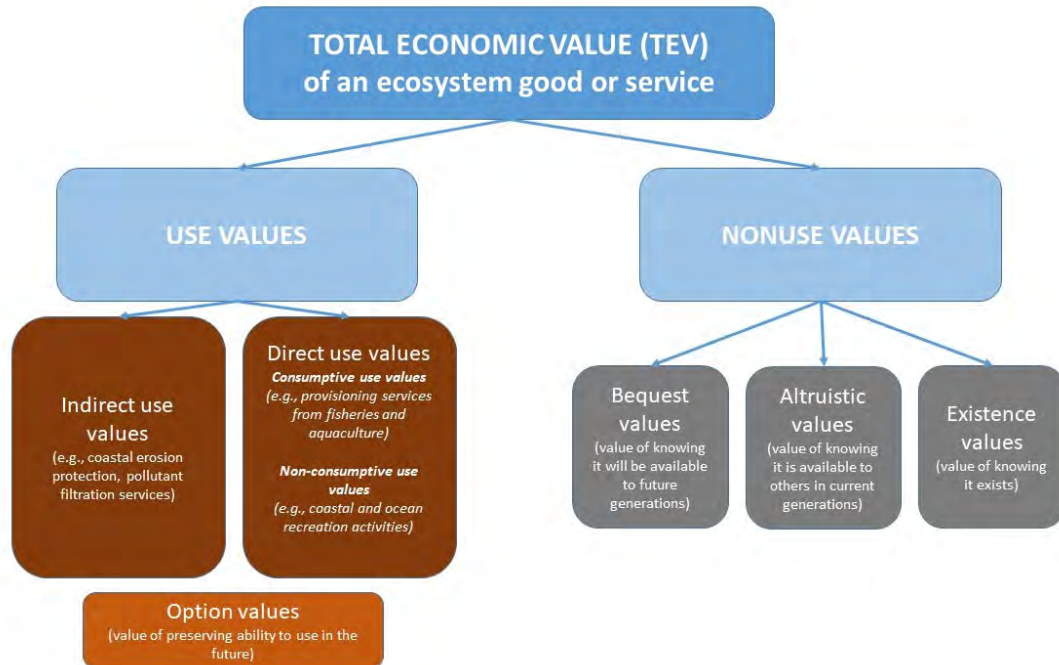 TOTAL ECONOMIC VALUE (TEV)
of an ecosystem good or service
USE VALUES
NONUSE VALUES
Indirect use
values
(e.g., coastal erosion
protection, pollutant
filtration services)
Direct use values
Consumptive use values
(e.g., provisioning services
from fisheries and
aquaculture)
Non-consumptive use
values
(e.g., coastal and ocean
recreation activities)
Option values
(value of preserving ability to use in the
future)
Bequest
values
(value of knowing
it will be available
to future
generations)
Altruistic
values
(value of knowing
it is available to
others in current
generations)
Existence
values
(value of knowing
it exists)